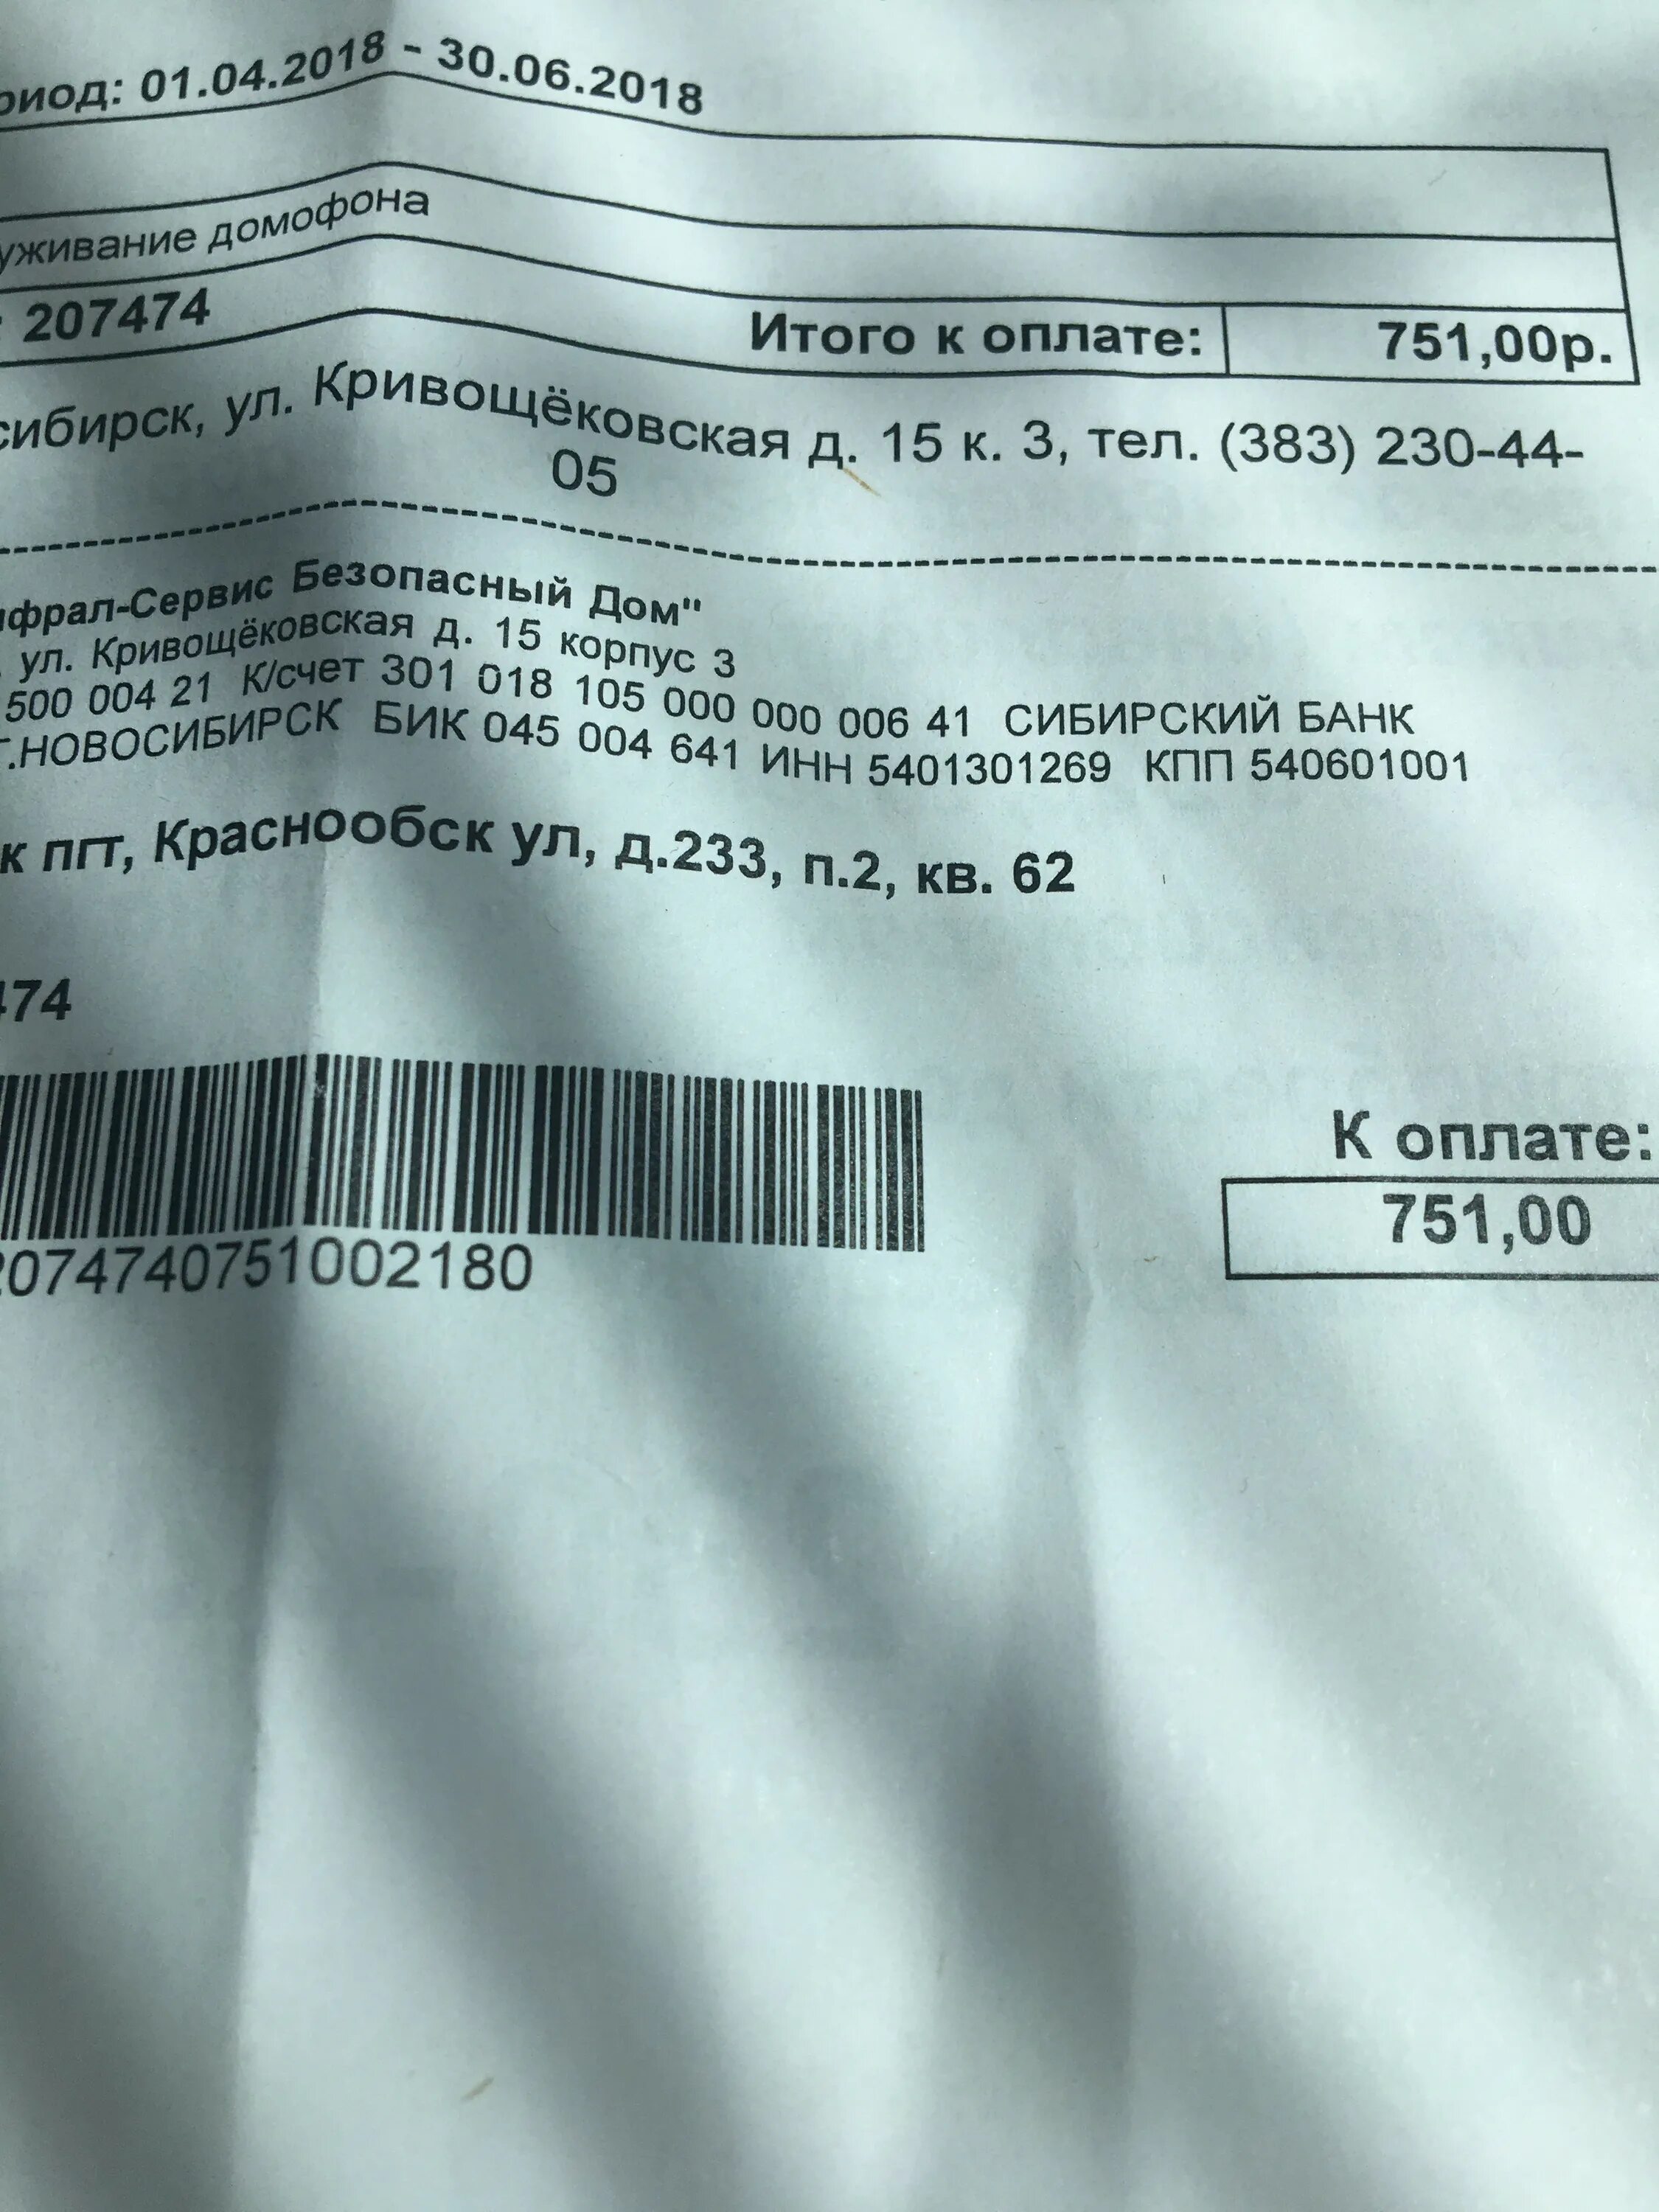 риод: 01.04.2018 - 30.06.2018
уживание домофона
: 207474 Итого к оплате: 751,00р.
сибирск, ул. Кривощёковская д. 15 к. 3, тел. (383) 230-44-
05
фрал-Сервис Безопасный Дом"
ул. Кривощёковская д. 15 корпус 3
500 004 21 К/счет 301 018 105 000 000 006 41 СИБИРСКИЙ БАНК
Г.НОВОСИБИРСК БИК 045 004 641 ИНН 5401301269 КПП 540601001
к пгт, Краснообск ул, д.233, п.2, кв. 62
474
К оплате:
751,00
2074740751002180